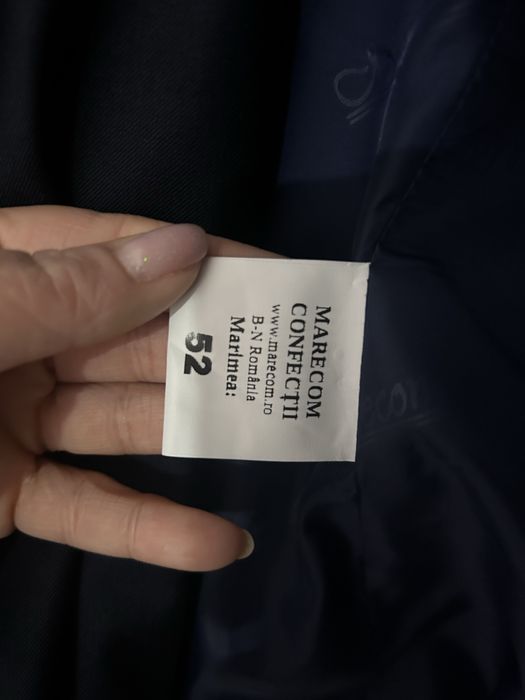 MARECOM
CONFECȚII
www.marecom.ro
B-N România
Marimea:
52